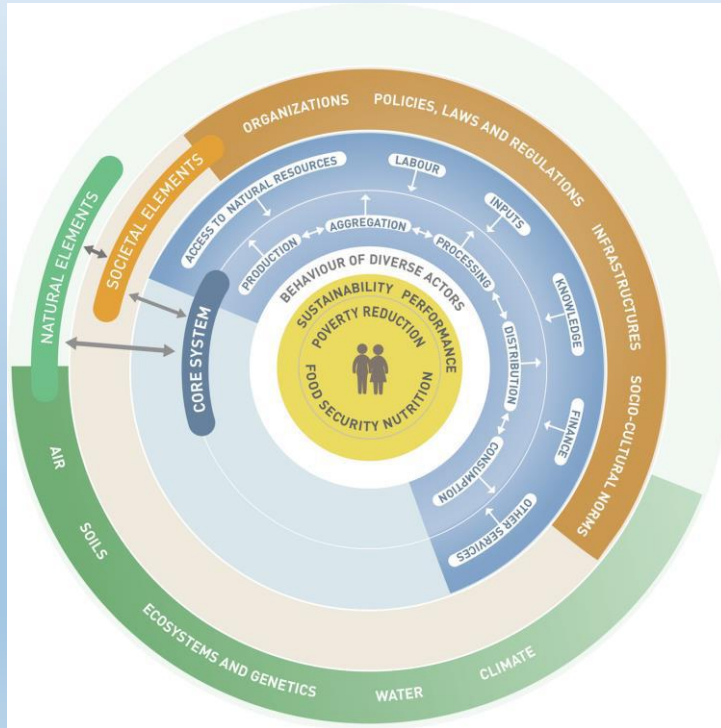 NATURAL ELEMENTS
SOCIETAL ELEMENTS
CORE SYSTEM
ORGANIZATIONS
POLICIES, LAWS AND REGULATIONS
INFRASTRUCTURES
SOCIO-CULTURAL NORMS
ACCESS TO NATURAL RESOURCES
LABOUR
INPUTS
KNOWLEDGE
FINANCE
OTHER SERVICES
PRODUCTION
AGGREGATION
PROCESSING
DISTRIBUTION
CONSUMPTION
BEHAVIOUR OF DIVERSE ACTORS
SUSTAINABILITY PERFORMANCE
POVERTY REDUCTION
FOOD SECURITY NUTRITION
AIR
SOILS
ECOSYSTEMS AND GENETICS
WATER
CLIMATE